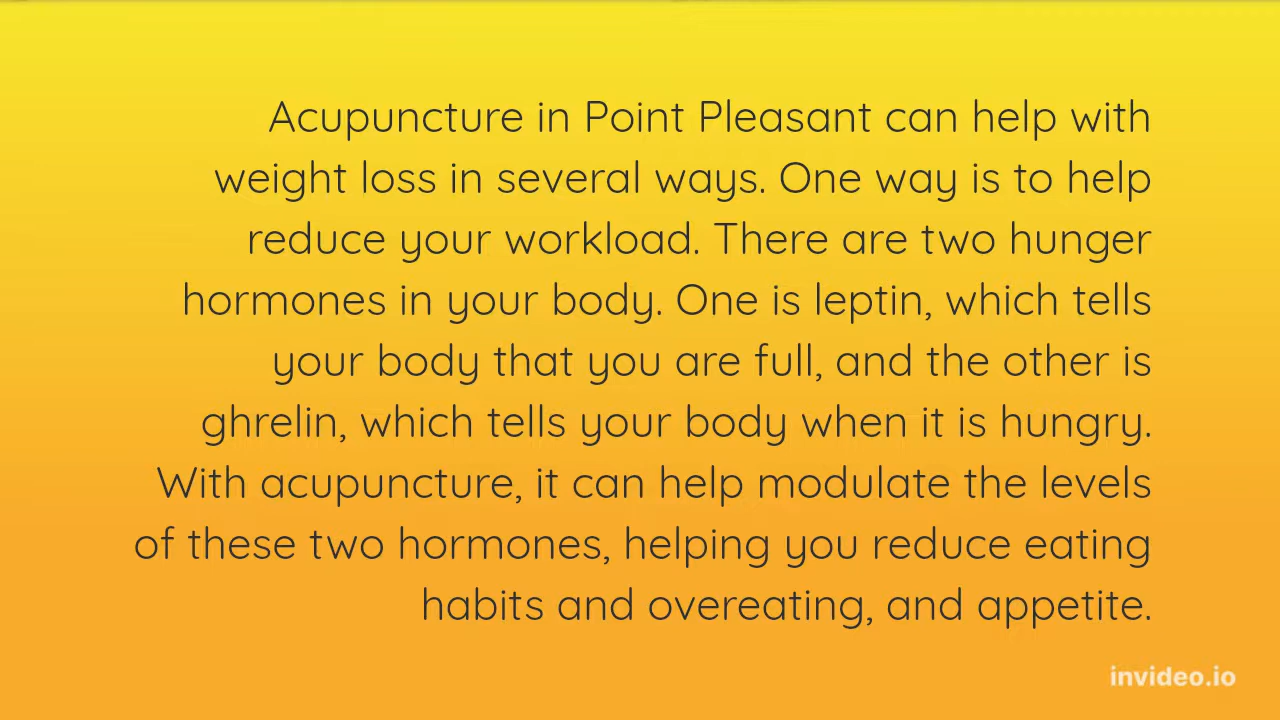 Acupuncture in Point Pleasant can help with
weight loss in several ways. One way is to help
reduce your workload. There are two hunger
hormones in your body. One is leptin, which tells
your body that you are full, and the other is
ghrelin, which tells your body when it is hungry.
With acupuncture, it can help modulate the levels
of these two hormones, helping you reduce eating
habits and overeating, and appetite.
invideo.io